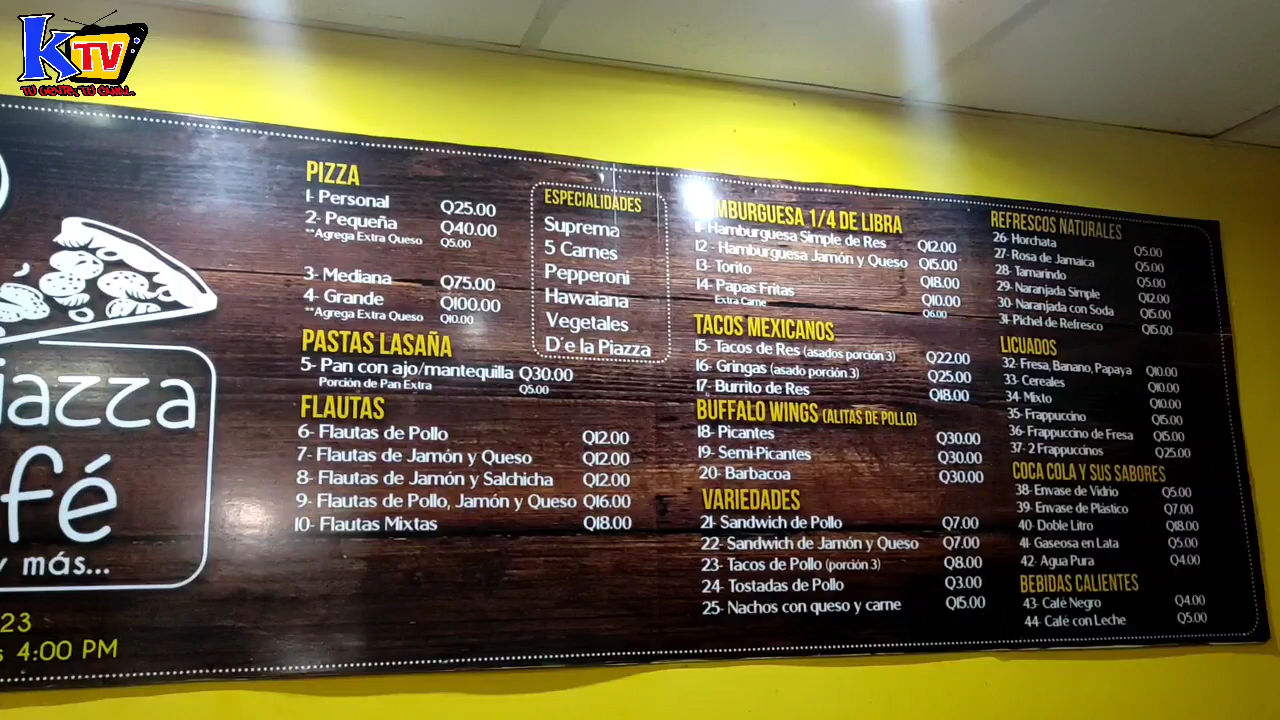 KTV
TU GENTE, TU CANAL.
iazza
fé
y más...
23
s 4:00 PM
PIZZA
1- Personal Q25.00
2- Pequeña Q40.00
**Agrega Extra Queso Q5.00
3- Mediana Q75.00
4- Grande Q100.00
**Agrega Extra Queso Q10.00
PASTAS LASAÑA
5- Pan con ajo/mantequilla Q30.00
Porción de Pan Extra Q5.00
FLAUTAS
6- Flautas de Pollo Q12.00
7- Flautas de Jamón y Queso Q12.00
8- Flautas de Jamón y Salchicha Q12.00
9- Flautas de Pollo, Jamón y Queso Q16.00
10- Flautas Mixtas Q18.00
ESPECIALIDADES
Suprema
5 Carnes
Pepperoni
Hawaiana
Vegetales
D´e la Piazza
MBURGUESA 1/4 DE LIBRA
11- Hamburguesa Simple de Res Q12.00
12 - Hamburguesa Jamón y Queso Q15.00
13- Torito Q18.00
14- Papas Fritas Q10.00
Extra Carne Q6.00
TACOS MEXICANOS
15- Tacos de Res (asados porción 3) Q22.00
16- Gringas (asado porción 3) Q25.00
17- Burrito de Res Q18.00
BUFFALO WINGS (ALITAS DE POLLO)
18- Picantes Q30.00
19- Semi-Picantes Q30.00
20- Barbacoa Q30.00
VARIEDADES
21- Sandwich de Pollo Q7.00
22- Sandwich de Jamón y Queso Q7.00
23- Tacos de Pollo (porción 3) Q8.00
24- Tostadas de Pollo Q3.00
25- Nachos con queso y carne Q15.00
REFRESCOS NATURALES
26- Horchata Q5.00
27- Rosa de Jamaica Q5.00
28- Tamarindo Q5.00
29- Naranjada Simple Q12.00
30- Naranjada con Soda Q15.00
31- Pichel de Refresco Q15.00
LICUADOS
32- Fresa, Banano, Papaya Q10.00
33- Cereales Q10.00
34- Mixto Q10.00
35- Frappuccino Q15.00
36- Frappuccino de Fresa Q15.00
37- 2 Frappuccinos Q25.00
COCA COLA Y SUS SABORES
38- Envase de Vidrio Q5.00
39- Envase de Plástico Q7.00
40- Doble Litro Q18.00
41- Gaseosa en Lata Q5.00
42- Agua Pura Q4.00
BEBIDAS CALIENTES
43- Café Negro Q4.00
44- Café con Leche Q5.00